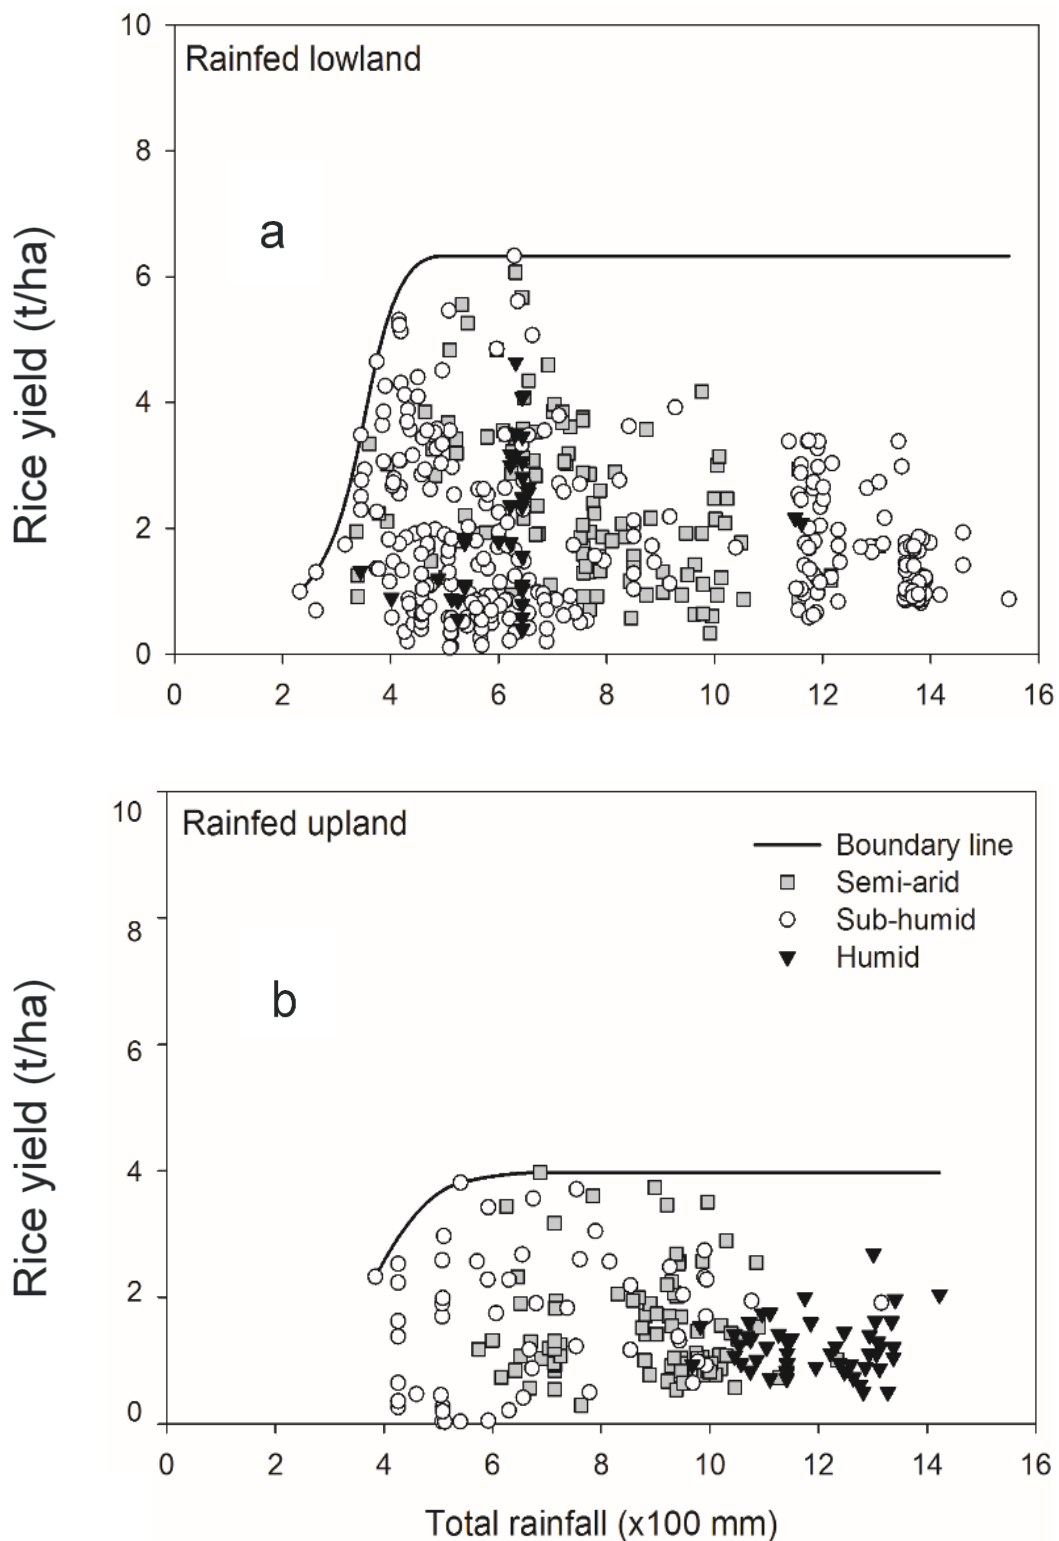 Rainfed lowland
a
Rice yield (t/ha)
10
8
6
4
2
0
0 2 4 6 8 10 12 14 16
Rainfed upland
Boundary line
Semi-arid
Sub-humid
Humid
b
Rice yield (t/ha)
10
8
6
4
2
0
0 2 4 6 8 10 12 14 16
Total rainfall (x100 mm)